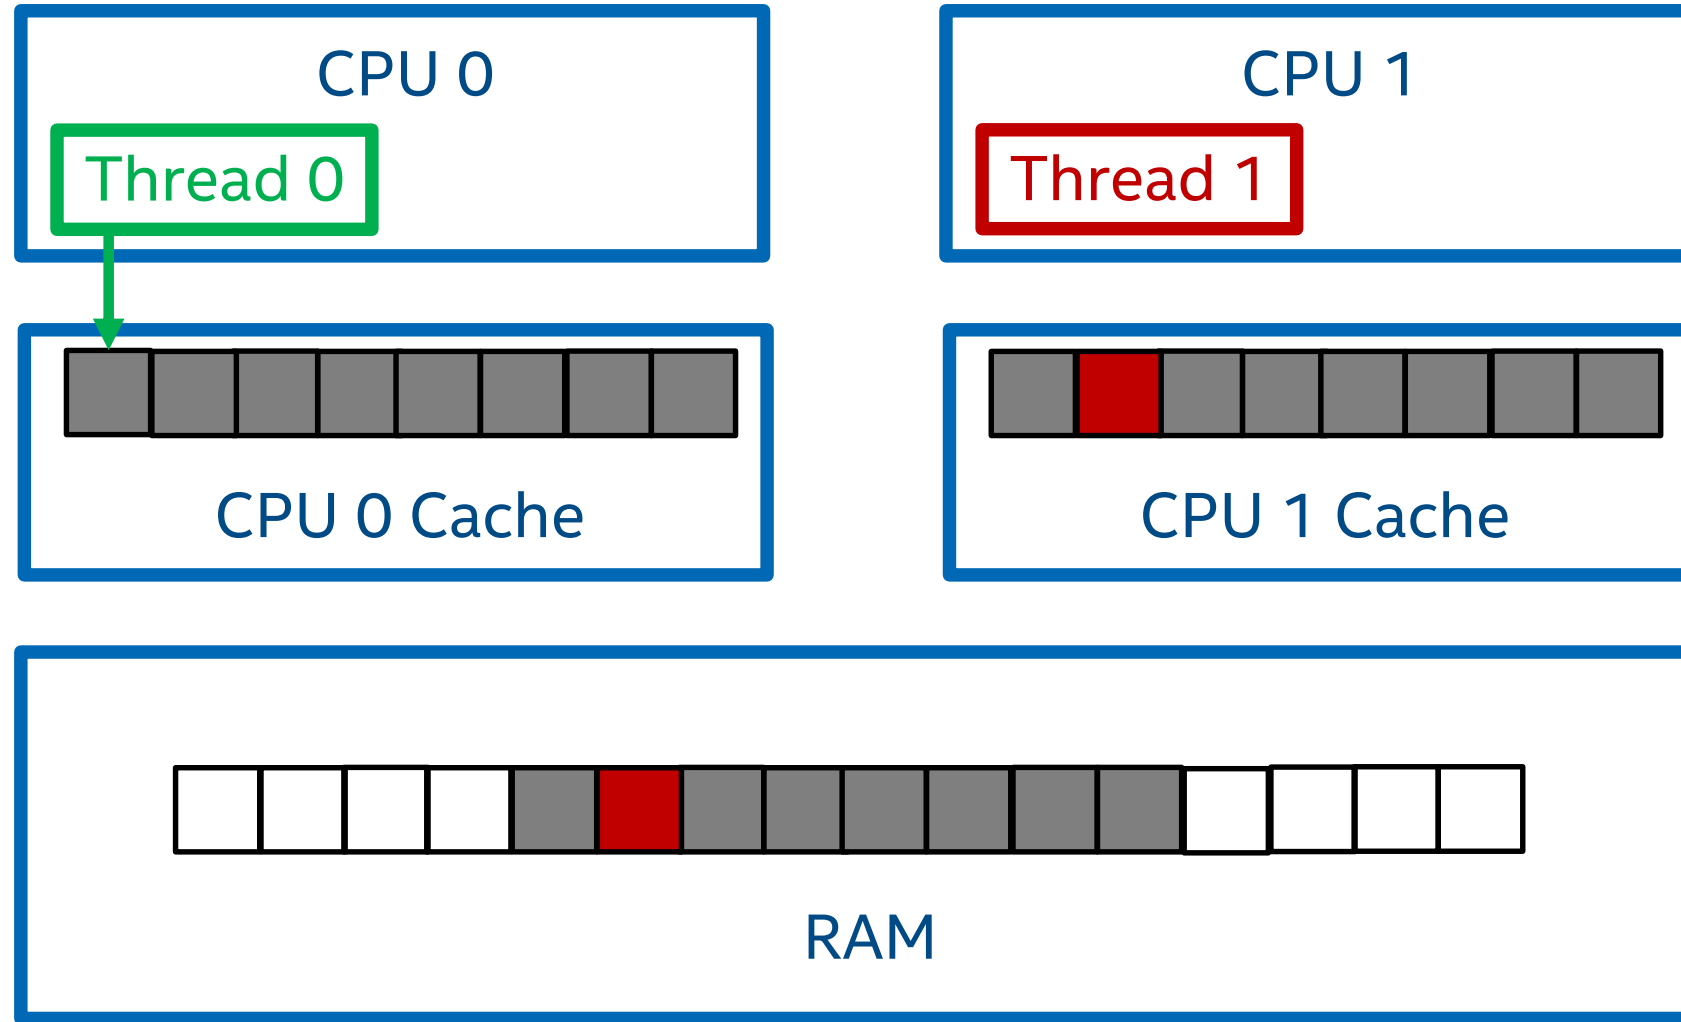 CPU 0
Thread 0
CPU 1
Thread 1
CPU 0 Cache
CPU 1 Cache
RAM